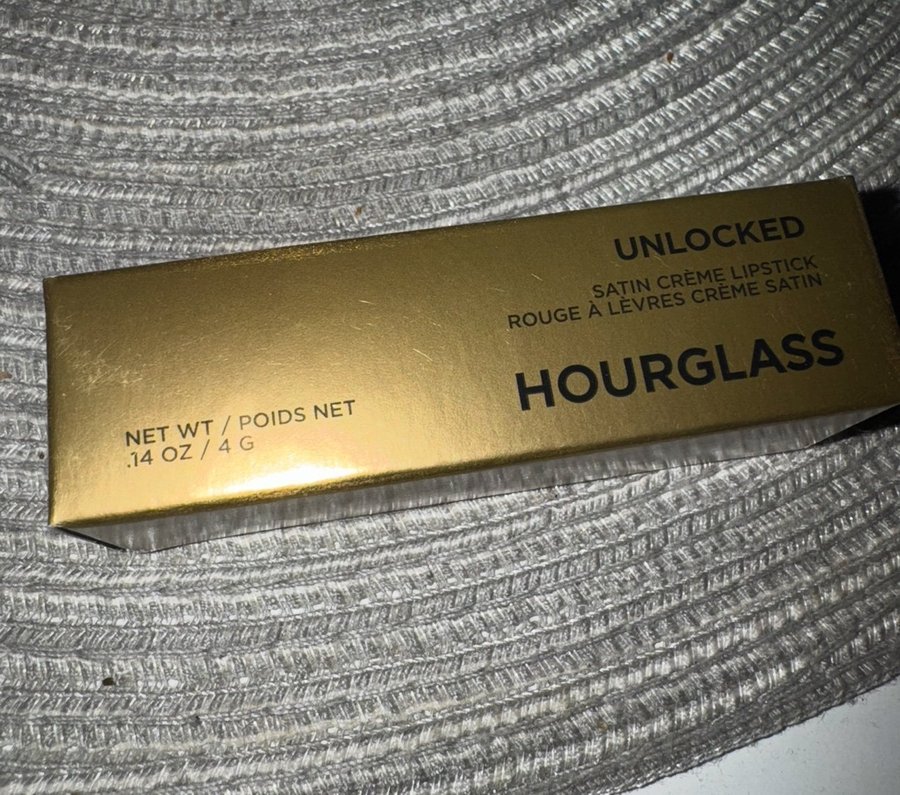 UNLOCKED
SATIN CRÈME LIPSTICK
ROUGE À LÈVRES CRÈME SATIN
HOURGLASS
NET WT / POIDS NET
.14 OZ / 4 G